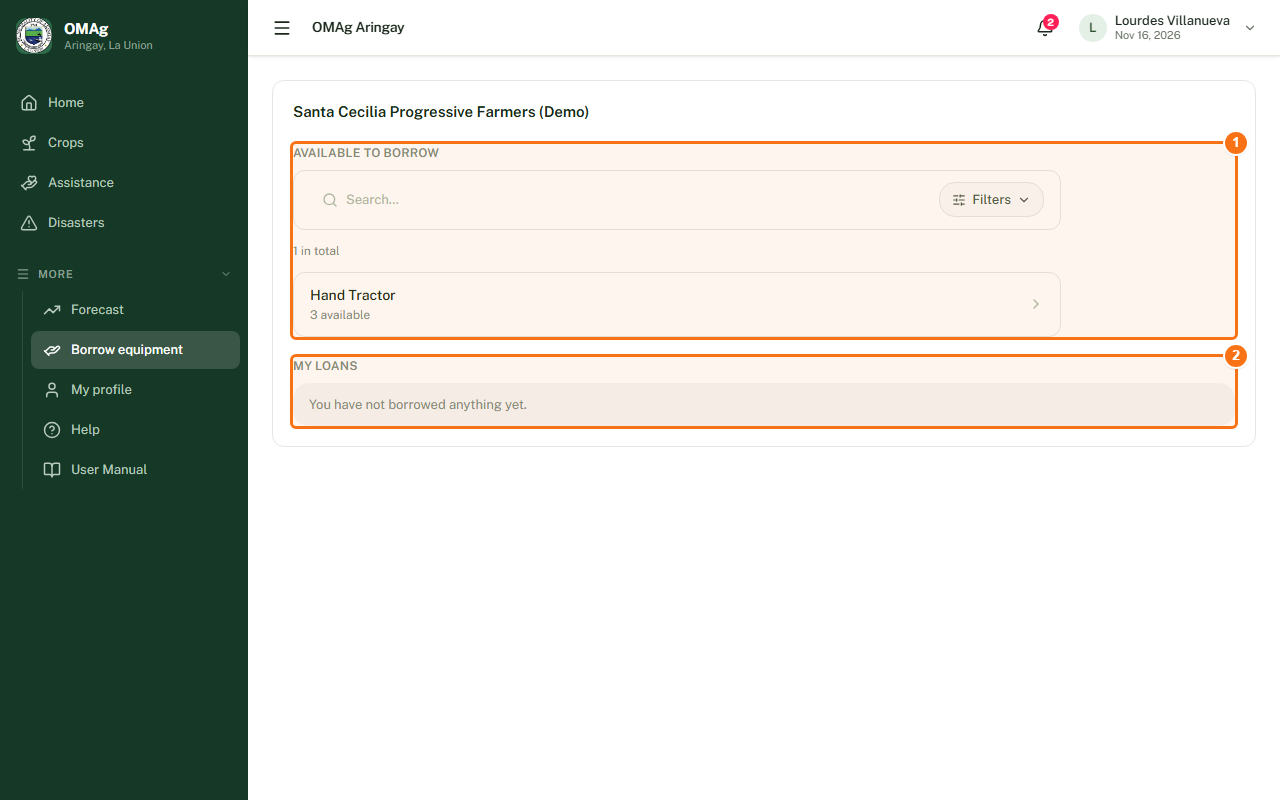 OMAg
Aringay, La Union
Home
Crops
Assistance
Disasters
MORE
Forecast
Borrow equipment
My profile
Help
User Manual
OMAg Aringay
2
L
Lourdes Villanueva
Nov 16, 2026
Santa Cecilia Progressive Farmers (Demo)
1
AVAILABLE TO BORROW
Search...
Filters
1 in total
Hand Tractor
3 available
2
MY LOANS
You have not borrowed anything yet.